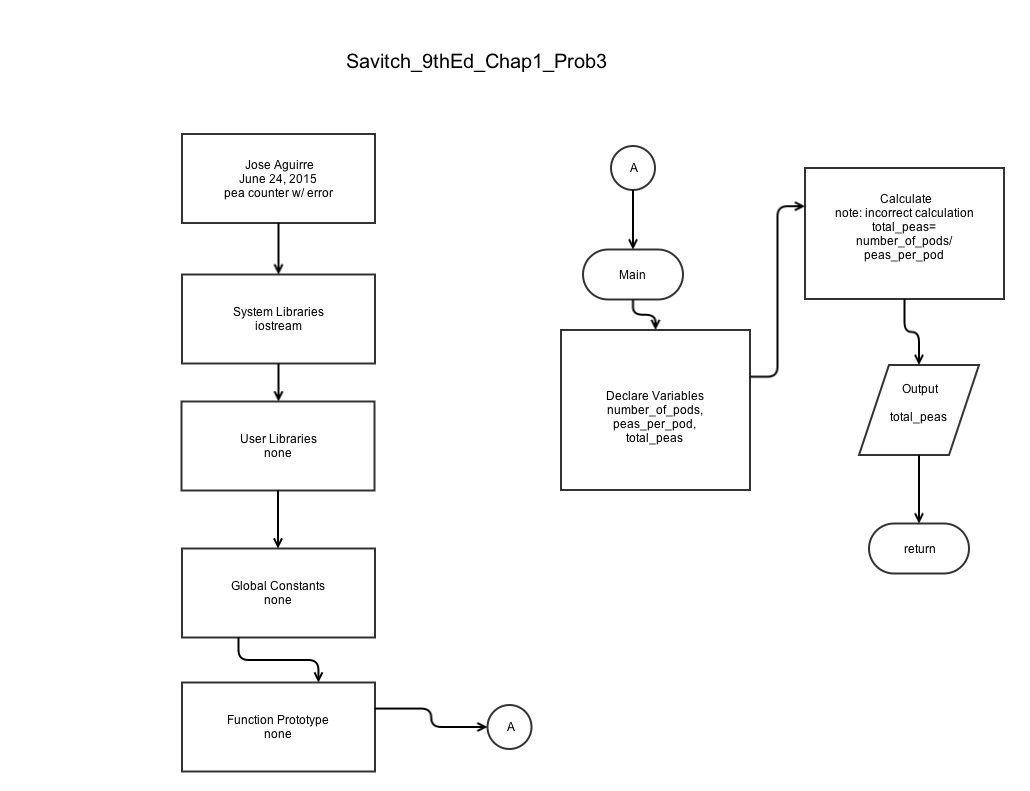 Savitch_9thEd_Chap1_Prob3
Jose Aguirre
June 24, 2015
pea counter w/ error
System Libraries
iostream
User Libraries
none
Global Constants
none
Function Prototype
none
A
A
Main
Declare Variables
number_of_pods,
peas_per_pod,
total_peas
Calculate
note: incorrect calculation
total_peas=
number_of_pods/
peas_per_pod
Output
total_peas
return